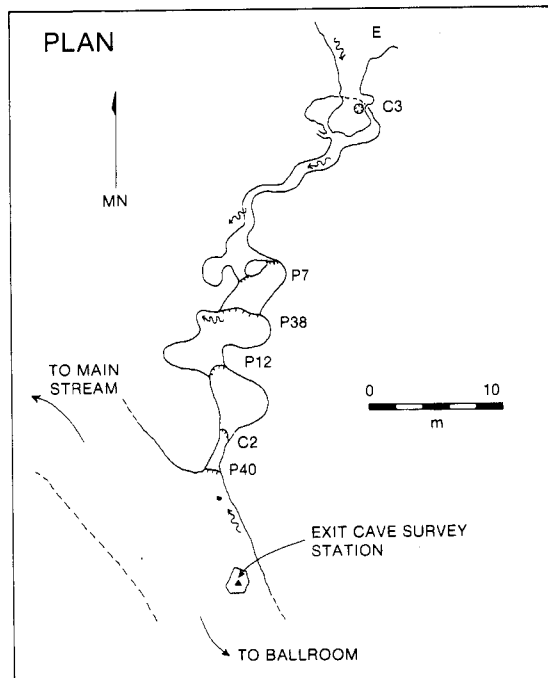 PLAN
E
C3
MN
P7
P38
P12
TO MAIN
STREAM
0 10
m
C2
P40
EXIT CAVE SURVEY
STATION
TO BALLROOM